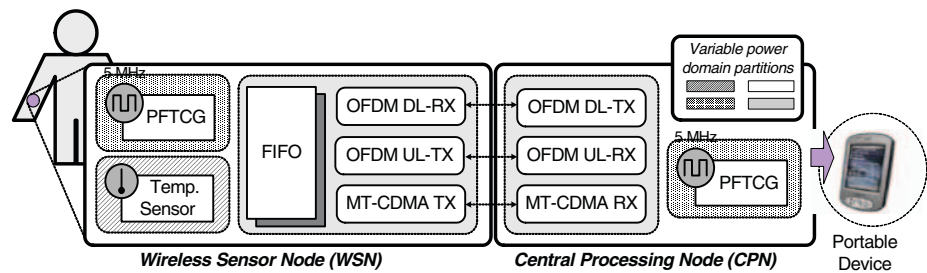 Variable power
domain partitions
5 MHz
PFTCG
Temp.
Sensor
FIFO
OFDM DL-RX
OFDM UL-TX
MT-CDMA TX
OFDM DL-TX
OFDM UL-RX
MT-CDMA RX
5 MHz
PFTCG
Wireless Sensor Node (WSN)
Central Processing Node (CPN)
Portable
Device